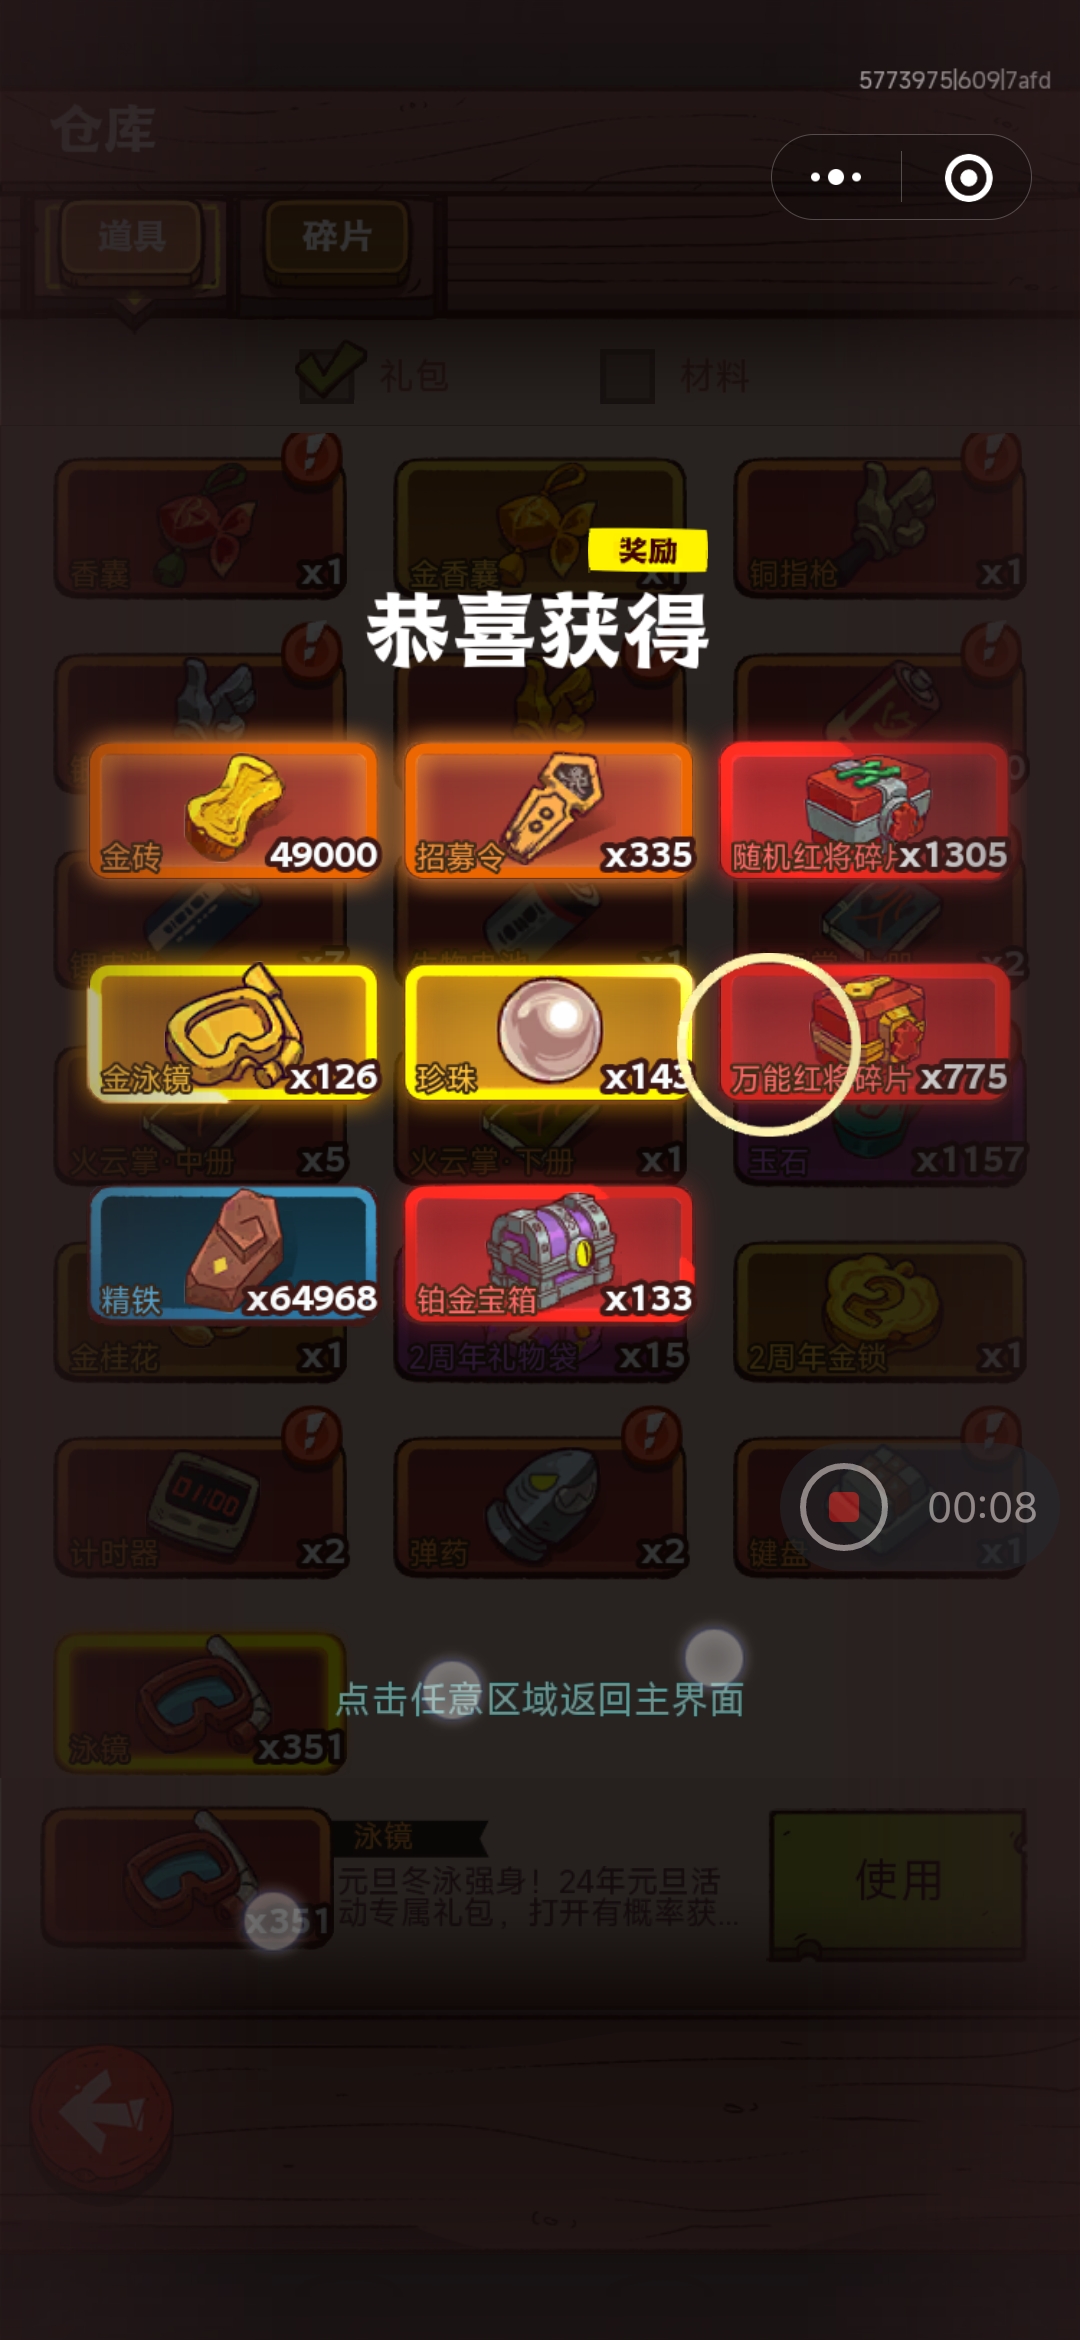 5773975|609|7afd
仓库
道具
碎片
礼包
材料
香囊
x1
金香囊
x1
铜指枪
x1
奖励
恭喜获得
金砖
49000
招募令
x335
随机红将碎片
x1305
x7
x1
x2
金泳镜
x126
珍珠
x143
万能红将碎片
x775
火云掌·中册
x5
火云掌·下册
x1
玉石
x1157
精铁
x64968
铂金宝箱
x133
金桂花
x1
2周年礼物袋
x15
2周年金锁
x1
01:00
计时器
x2
弹药
x2
键盘
x1
00:08
泳镜
x351
点击任意区域返回主界面
x351
泳镜
元旦冬泳强身！24年元旦活
动专属礼包，打开有概率获...
使用